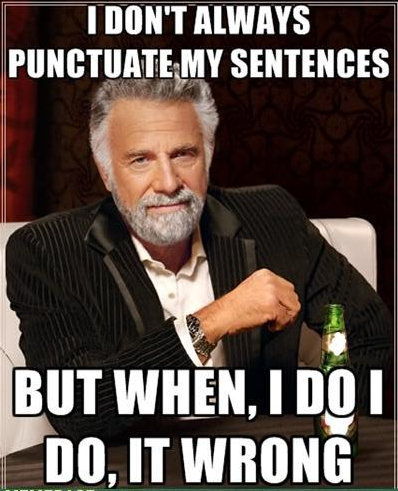 I DON'T ALWAYS
PUNCTUATE MY SENTENCES
BUT WHEN, I DO I
DO, IT WRONG